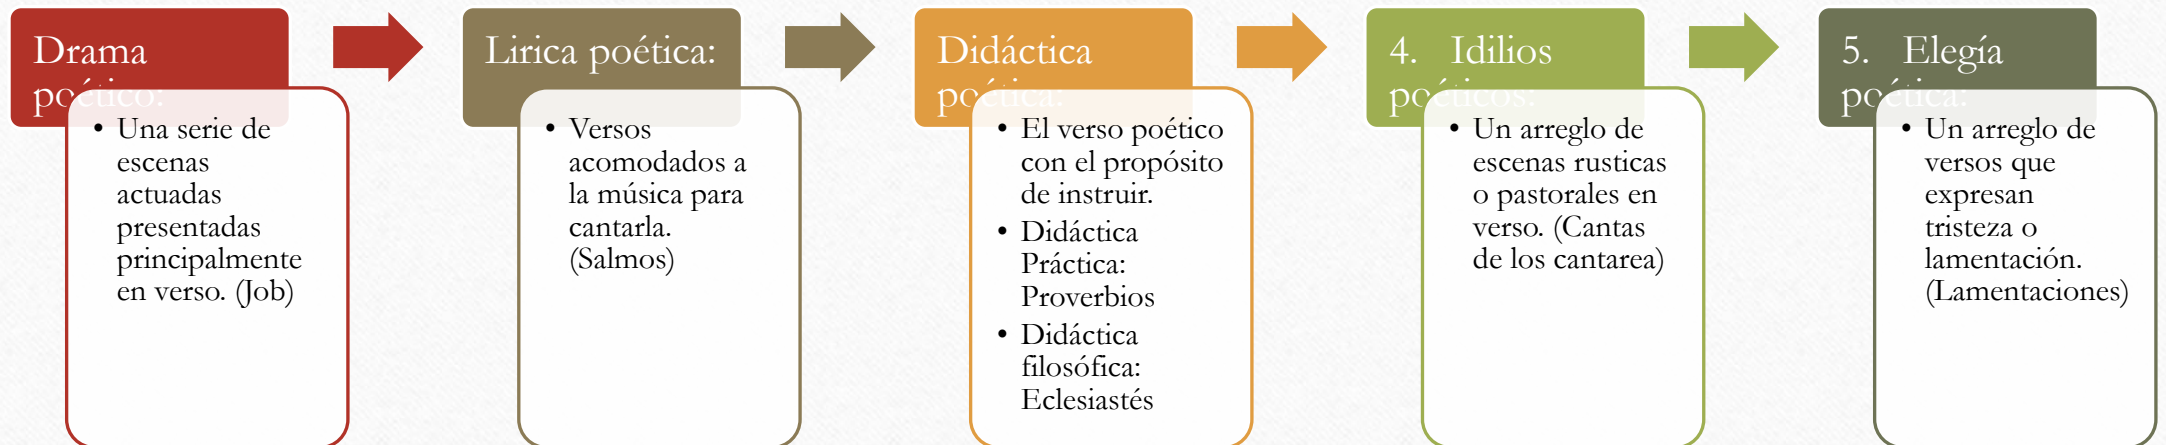 Drama
poético:
• Una serie de
escenas
actuadas
presentadas
principalmente
en verso. (Job)
Lirica poética:
• Versos
acomodados a
la música para
cantarla.
(Salmos)
Didáctica
poética:
• El verso poético
con el propósito
de instruir.
• Didáctica
Práctica:
Proverbios
• Didáctica
filosófica:
Eclesiastés
4. Idilios
poéticos:
• Un arreglo de
escenas rusticas
o pastorales en
verso. (Cantas
de los cantarea)
5. Elegía
poética:
• Un arreglo de
versos que
expresan
tristeza o
lamentación.
(Lamentaciones)